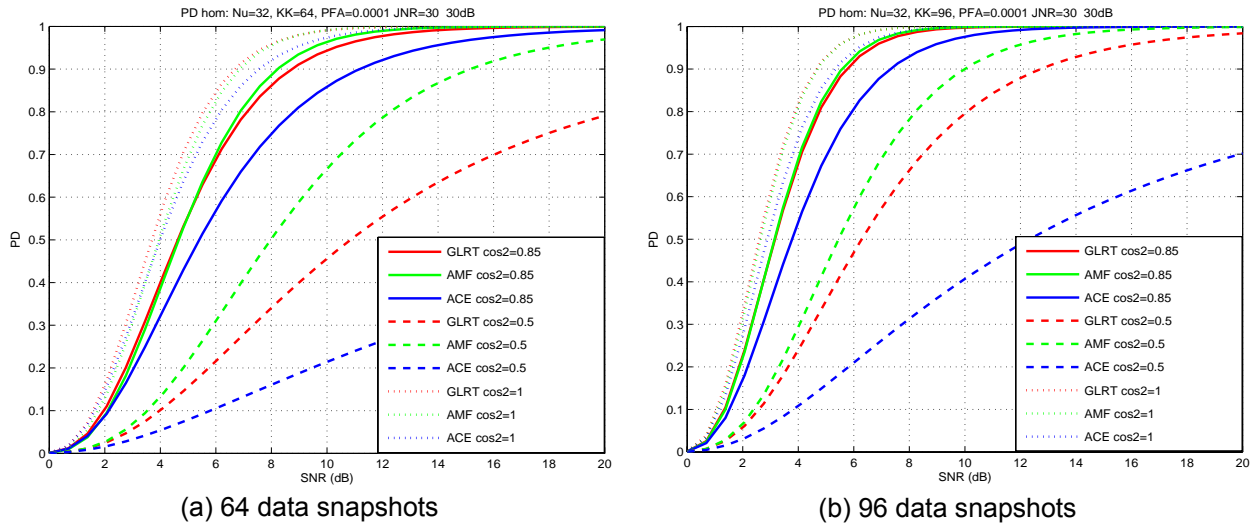 PD hom: Nu=32, KK=64, PFA=0.0001 JNR=30 30dB
1
0.9
0.8
0.7
0.6
0.5
0.4
0.3
0.2
0.1
0
PD
0
2
4
6
8
10
12
14
16
18
20
SNR (dB)
GLRT cos2=0.85
AMF cos2=0.85
ACE cos2=0.85
GLRT cos2=0.5
AMF cos2=0.5
ACE cos2=0.5
GLRT cos2=1
AMF cos2=1
ACE cos2=1
(a) 64 data snapshots
PD hom: Nu=32, KK=96, PFA=0.0001 JNR=30 30dB
1
0.9
0.8
0.7
0.6
0.5
0.4
0.3
0.2
0.1
0
PD
0
2
4
6
8
10
12
14
16
18
20
SNR (dB)
GLRT cos2=0.85
AMF cos2=0.85
ACE cos2=0.85
GLRT cos2=0.5
AMF cos2=0.5
ACE cos2=0.5
GLRT cos2=1
AMF cos2=1
ACE cos2=1
(b) 96 data snapshots